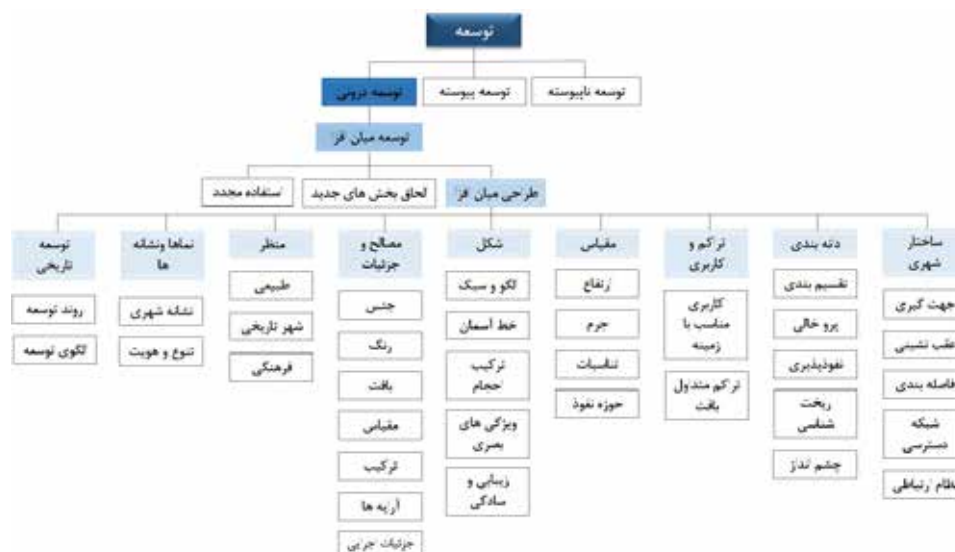 توسعه
توسعه ناپیوسته
توسعه پیوسته
توسعه درونی
توسعه میان افزا
طراحی میان افزا
الحاق بخش های جدید
استفاده مجدد
ساختار
شهری
جهت گیری
عقب نشینی
فاصله بندی
شبکه
دسترسی
نظام ارتباطی
دانه بندی
تقسیم بندی
پرو خالی
نفوذپذیری
ریخت
شناسی
چشم انداز
تراکم و
کاربری
کاربری
مناسب با
زمینه
تراکم متداول
بافت
مقیاس
ارتفاع
جرم
تناسبات
حوزه نفوذ
شکل
الگو و سبک
خط آسمان
ترکیب
احجام
ویژگی های
بصری
زیبایی و
سادگی
مصالح و
جزئیات
جنس
رنگ
بافت
مقیاس
ترکیب
آرایه ها
جزئیات اجرایی
منظر
طبیعی
شهر تاریخی
فرهنگی
نماها ونشانه
ها
نشانه شهری
تنوع و هویت
توسعه
تاریخی
روند توسعه
الگوی توسعه